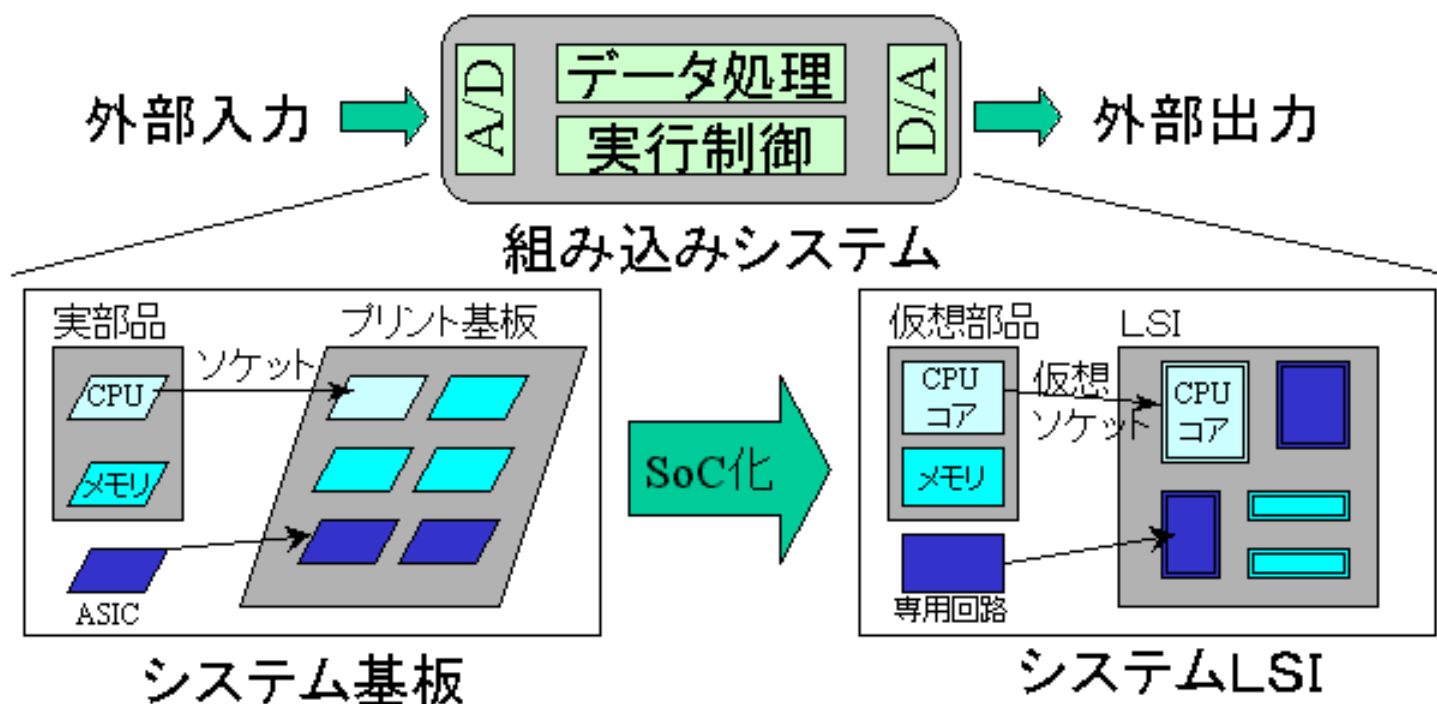 外部入力
A/D
データ処理
実行制御
D/A
外部出力
組み込みシステム
実部品
プリント基板
ソケット
CPU
メモリ
ASIC
システム基板
SoC化
仮想部品
LSI
CPU
コア
仮想
ソケット
CPU
コア
メモリ
専用回路
システムLSI